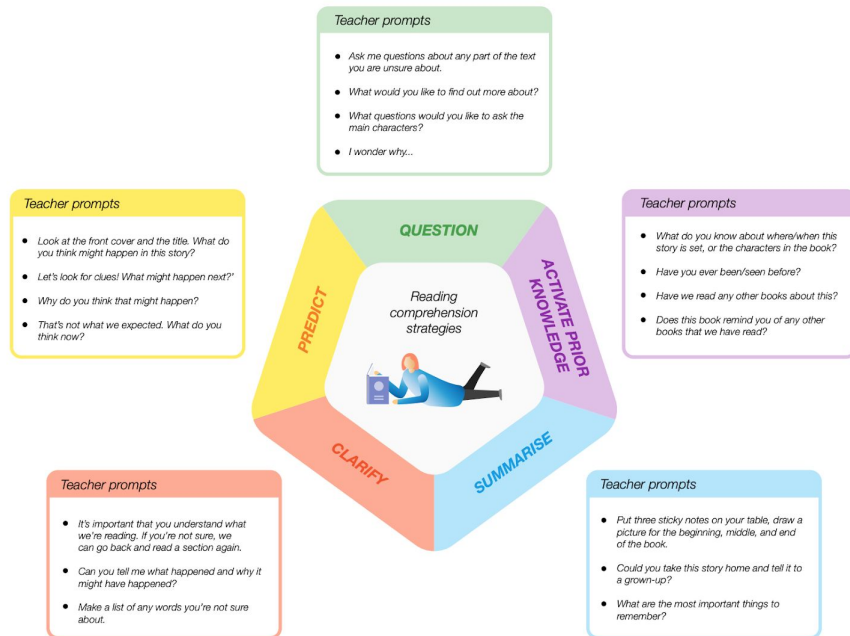 Teacher prompts
● Ask me questions about any part of the text
you are unsure about.
● What would you like to find out more about?
● What questions would you like to ask the
main characters?
● I wonder why...
Teacher prompts
● Look at the front cover and the title. What do
you think might happen in this story?
● Let's look for clues! What might happen next?'
● Why do you think that might happen?
● That's not what we expected. What do you
think now?
Teacher prompts
● What do you know about where/when this
story is set, or the characters in the book?
● Have you ever been/seen before?
● Have we read any other books about this?
● Does this book remind you of any other
books that we have read?
QUESTION
PREDICT
ACTIVATE PRIOR
KNOWLEDGE
Reading
comprehension
strategies
CLARIFY
SUMMARISE
Teacher prompts
● It's important that you understand what
we're reading. If you're not sure, we
can go back and read a section again.
● Can you tell me what happened and why it
might have happened?
● Make a list of any words you're not sure
about.
Teacher prompts
● Put three sticky notes on your table, draw a
picture for the beginning, middle, and end
of the book.
● Could you take this story home and tell it to
a grown-up?
● What are the most important things to
remember?